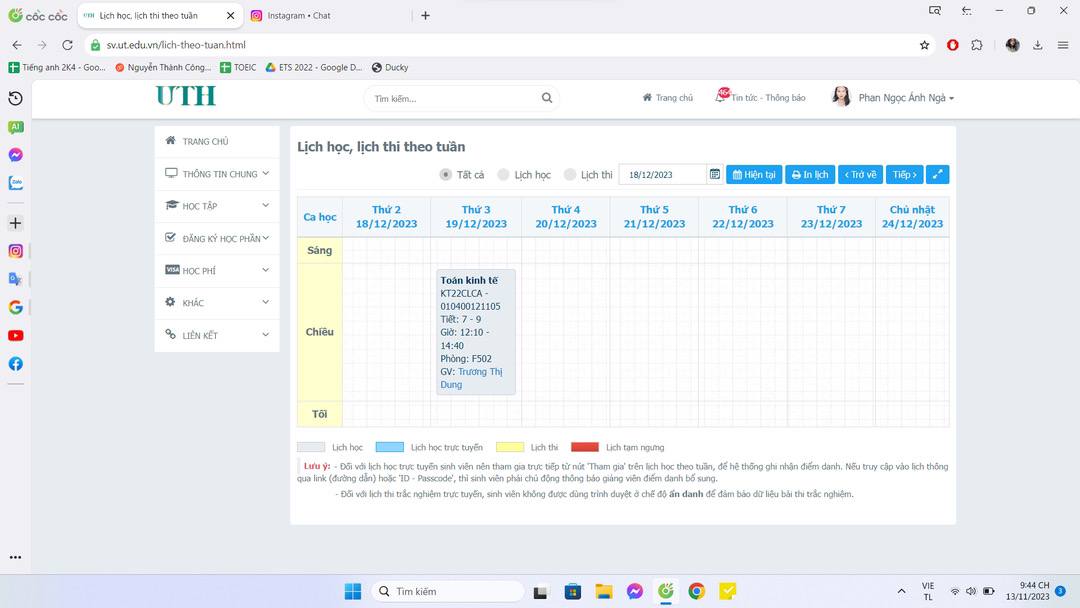 cốc cốc
UTH Lịch học, lịch thi theo tuần
Instagram • Chat
sv.ut.edu.vn/lich-theo-tuan.html
Tiếng anh 2K4 - Goo...
Nguyễn Thành Công...
TOEIC
ETS 2022 - Google D...
Ducky
AI
Zalo
UTH
Tìm kiếm...
Trang chủ
464
Tin tức - Thông báo
Phan Ngọc Ánh Ngà
TRANG CHỦ
THÔNG TIN CHUNG
HỌC TẬP
ĐĂNG KÝ HỌC PHẦN
VISA HỌC PHÍ
KHÁC
LIÊN KẾT
Lịch học, lịch thi theo tuần
Tất cả Lịch học Lịch thi 18/12/2023 Hiện tại In lịch Trở về Tiếp
Ca học
Thứ 2
18/12/2023
Thứ 3
19/12/2023
Thứ 4
20/12/2023
Thứ 5
21/12/2023
Thứ 6
22/12/2023
Thứ 7
23/12/2023
Chủ nhật
24/12/2023
Sáng
Chiều
Toán kinh tế
KT22CLCA -
010400121105
Tiết: 7 - 9
Giờ: 12:10 -
14:40
Phòng: F502
GV: Trương Thị
Dung
Tối
Lịch học Lịch học trực tuyến Lịch thi Lịch tạm ngưng
Lưu ý: - Đối với lịch học trực tuyến sinh viên nên tham gia trực tiếp từ nút 'Tham gia' trên lịch học theo tuần, để hệ thống ghi nhận điểm danh. Nếu truy cập vào lịch thông
qua link (đường dẫn) hoặc 'ID - Passcode', thì sinh viên phải chủ động thông báo giảng viên điểm danh bổ sung.
- Đối với lịch thi trắc nghiệm trực tuyến, sinh viên không được dùng trình duyệt ở chế độ ẩn danh để đảm bảo dữ liệu bài thi trắc nghiệm.
Tìm kiếm
VIE
TL
9:44 CH
13/11/2023
3